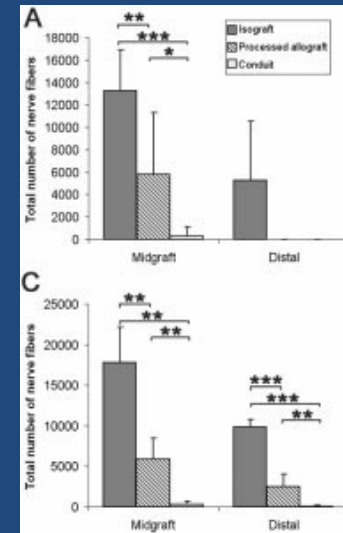 A
Total number of nerve fibers
18000
16000
14000
12000
10000
8000
6000
4000
2000
0
**
***
*
Isograft
Processed allograft
Conduit
Midgraft
Distal
C
Total number of nerve fibers
25000
20000
15000
10000
5000
0
**
**
**
***
***
**
Midgraft
Distal